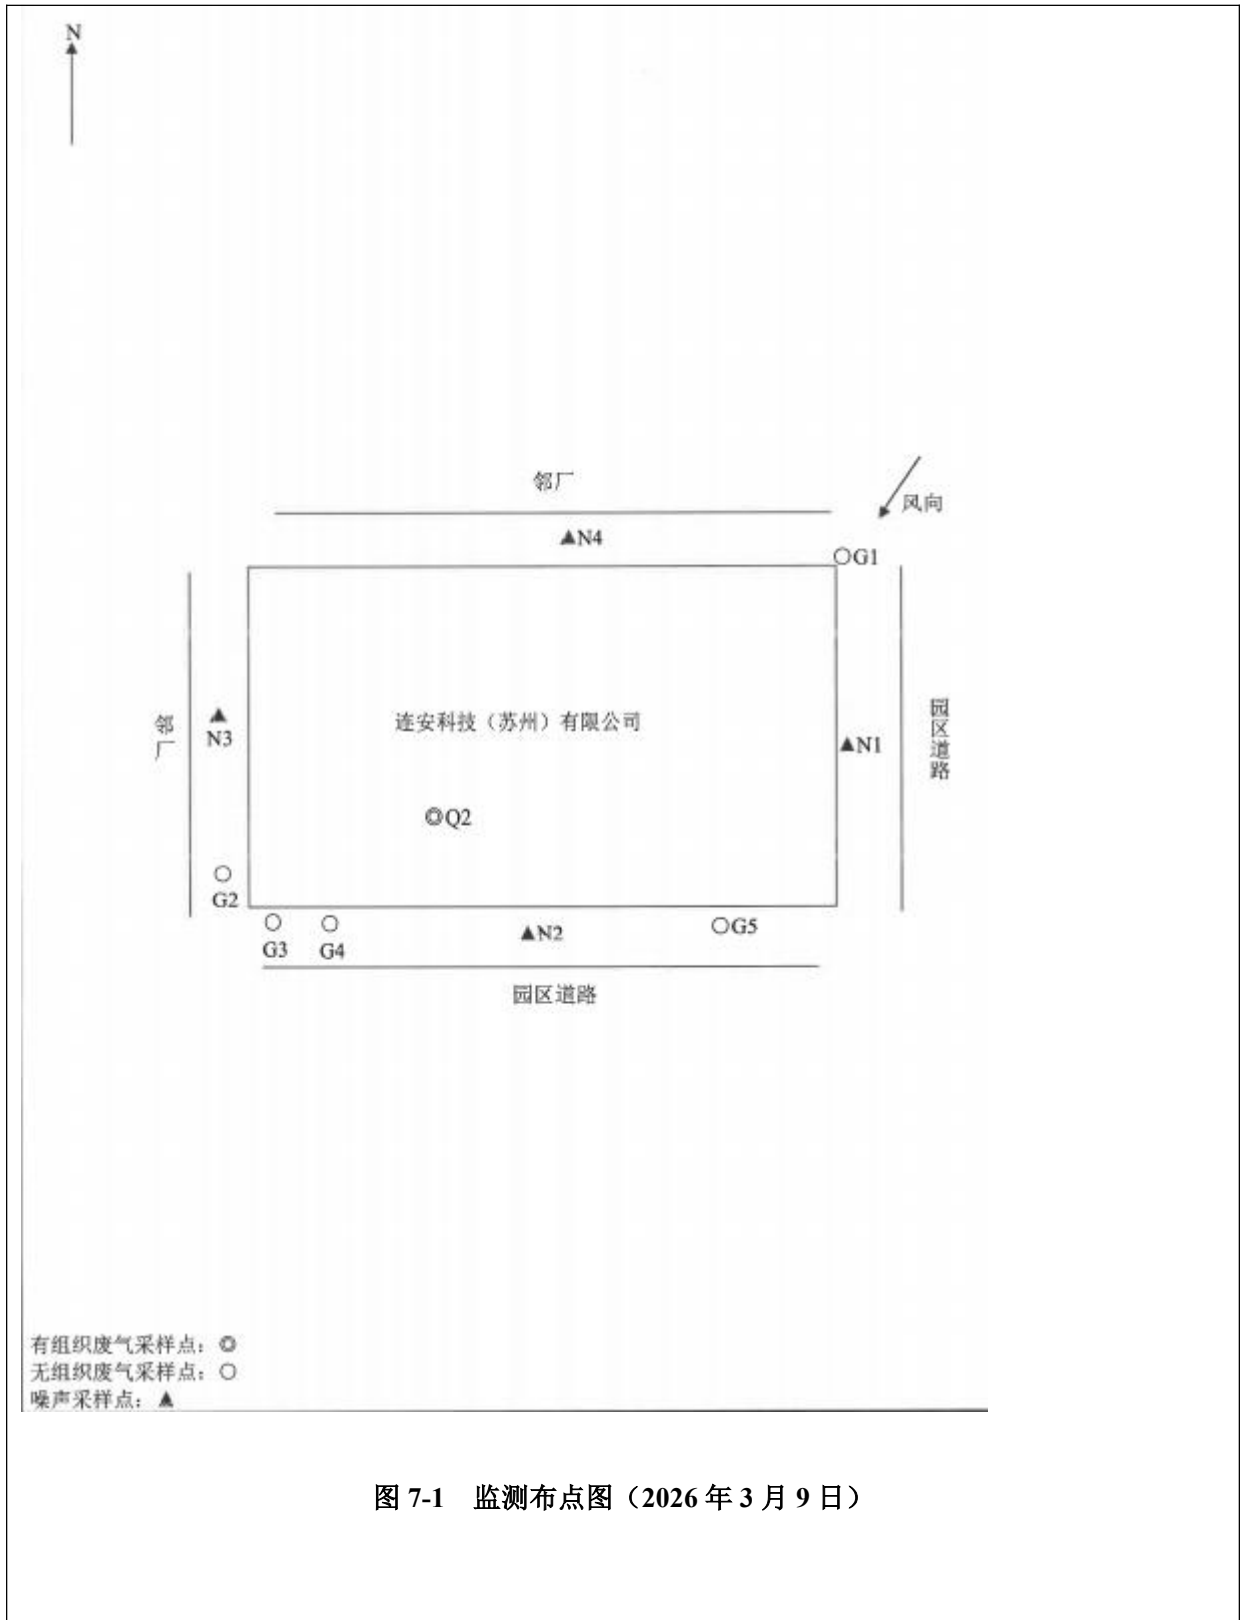 N
邻厂
风向
▲N4
○G1
邻厂
▲
N3
连安科技（苏州）有限公司
▲N1
园区道路
◎Q2
○
G2
○
G3
○
G4
▲N2
○G5
园区道路
有组织废气采样点：◎
无组织废气采样点：○
噪声采样点：▲
图 7-1 监测布点图（2026 年 3 月 9 日）